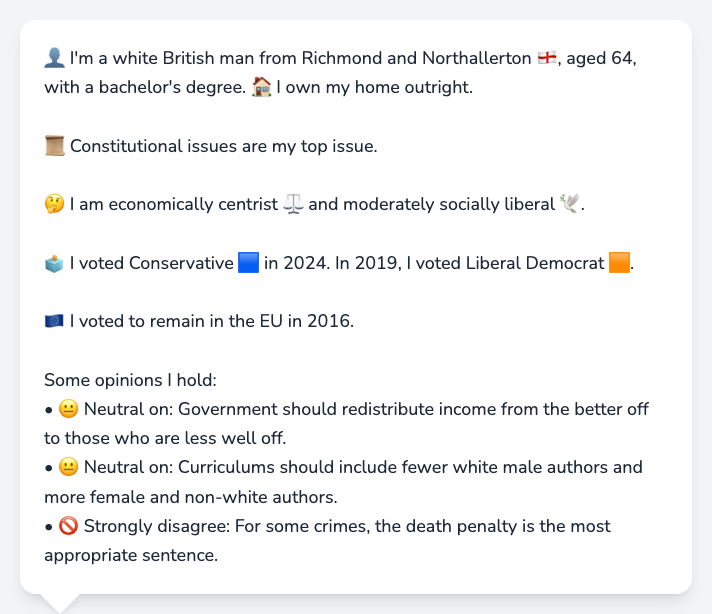 👤 I'm a white British man from Richmond and Northallerton 🏴󠁧󠁢󠁥󠁮󠁧󠁿, aged 64,
with a bachelor's degree. 🏠 I own my home outright.
📜 Constitutional issues are my top issue.
🤔 I am economically centrist ⚖️ and moderately socially liberal 🕊️.
🗳️ I voted Conservative 🟦 in 2024. In 2019, I voted Liberal Democrat 🟧.
🇪🇺 I voted to remain in the EU in 2016.
Some opinions I hold:
• 😐 Neutral on: Government should redistribute income from the better off
to those who are less well off.
• 😐 Neutral on: Curriculums should include fewer white male authors and
more female and non-white authors.
• 🚫 Strongly disagree: For some crimes, the death penalty is the most
appropriate sentence.